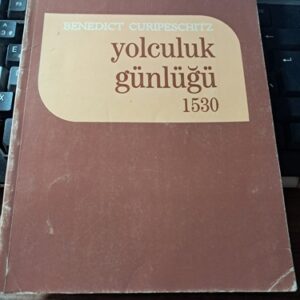 BENEDICT CURIPESCHITZ
yolculuk
günlüğü
1530